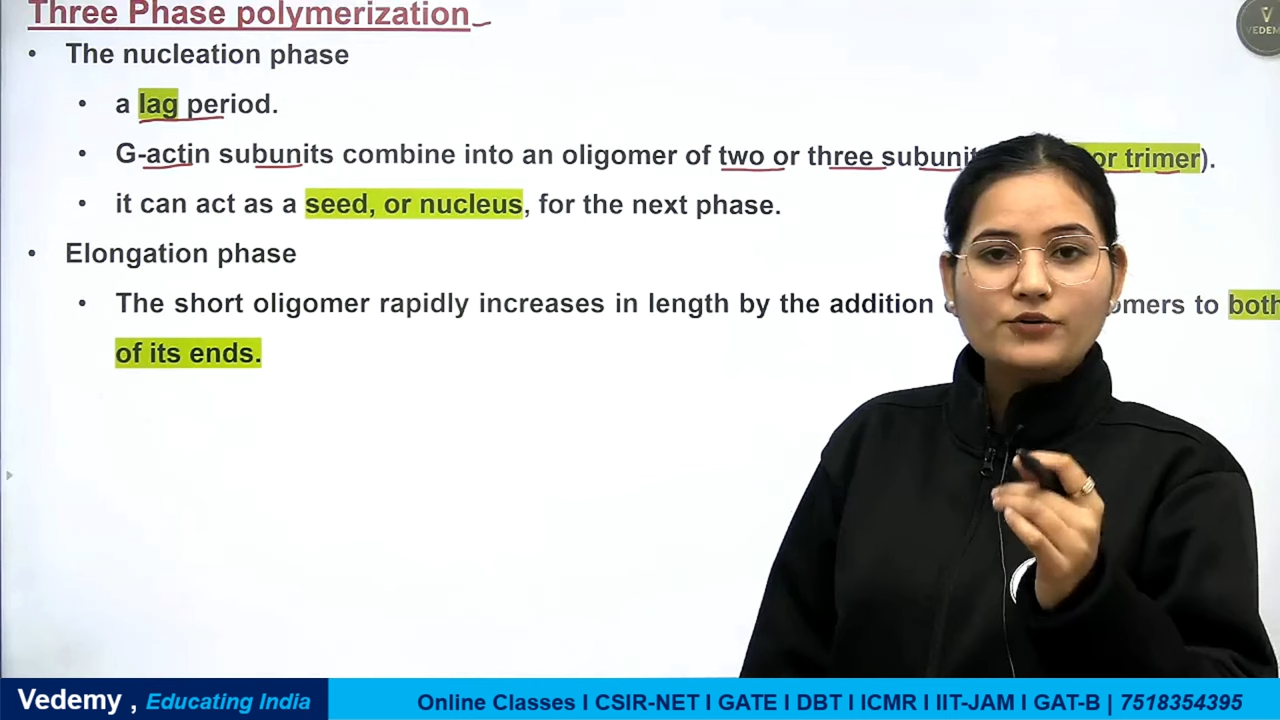 Three Phase polymerization
• The nucleation phase
• a lag period.
• G-actin subunits combine into an oligomer of two or three subunit or trimer).
• it can act as a seed, or nucleus, for the next phase.
• Elongation phase
• The short oligomer rapidly increases in length by the addition to both
of its ends.
V
VEDEM
Vedemy , Educating India
Online Classes I CSIR-NET I GATE I DBT I ICMR I IIT-JAM I GAT-B | 7518354395